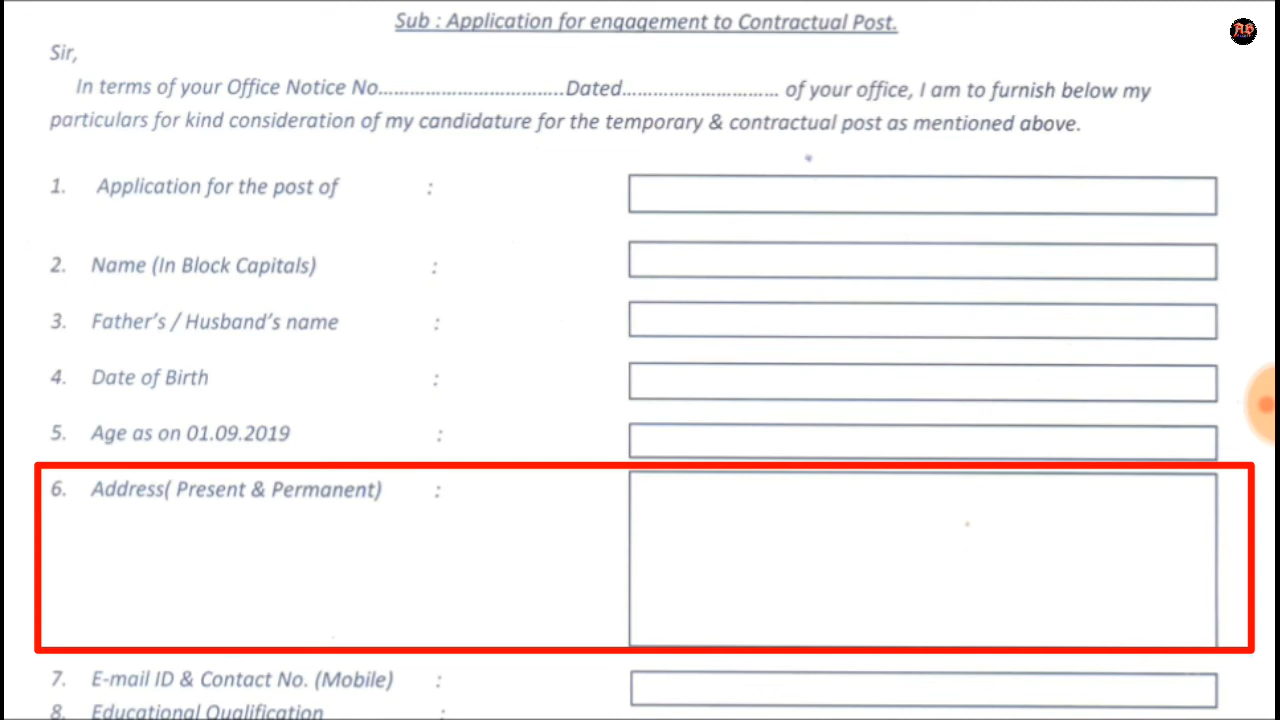 Sub : Application for engagement to Contractual Post.
AB
Sir,
In terms of your Office Notice No....................................Dated.............................. of your office, I am to furnish below my
particulars for kind consideration of my candidature for the temporary & contractual post as mentioned above.
1. Application for the post of :
2. Name (In Block Capitals) :
3. Father's / Husband's name :
4. Date of Birth :
5. Age as on 01.09.2019 :
6. Address( Present & Permanent) :
7. E-mail ID & Contact No. (Mobile) :
8. Educational Qualification :